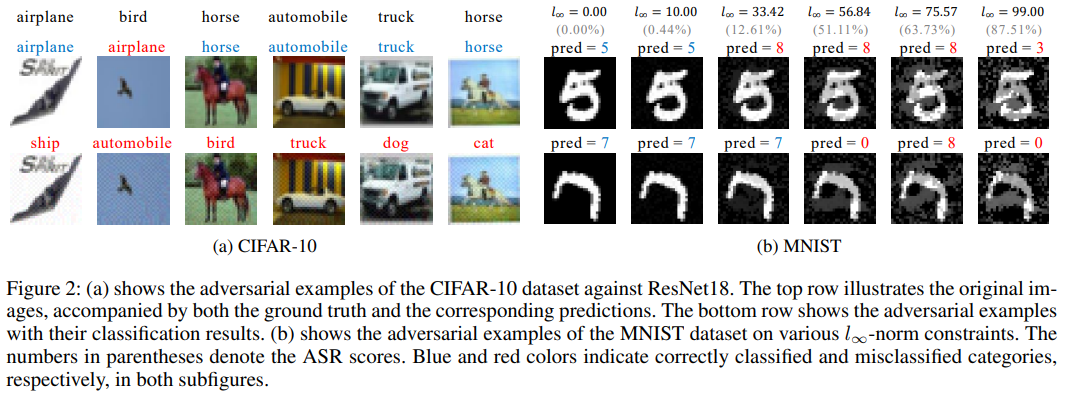 airplane bird horse automobile truck horse
airplane airplane horse automobile truck horse
ship automobile bird truck dog cat
(a) CIFAR-10
l∞ = 0.00 l∞ = 10.00 l∞ = 33.42 l∞ = 56.84 l∞ = 75.57 l∞ = 99.00
(0.00%) (0.44%) (12.61%) (51.11%) (63.73%) (87.51%)
pred = 5 pred = 5 pred = 8 pred = 8 pred = 8 pred = 3
pred = 7 pred = 7 pred = 7 pred = 0 pred = 8 pred = 0
(b) MNIST
Figure 2: (a) shows the adversarial examples of the CIFAR-10 dataset against ResNet18. The top row illustrates the original im-
ages, accompanied by both the ground truth and the corresponding predictions. The bottom row shows the adversarial examples
with their classification results. (b) shows the adversarial examples of the MNIST dataset on various l∞-norm constraints. The
numbers in parentheses denote the ASR scores. Blue and red colors indicate correctly classified and misclassified categories,
respectively, in both subfigures.